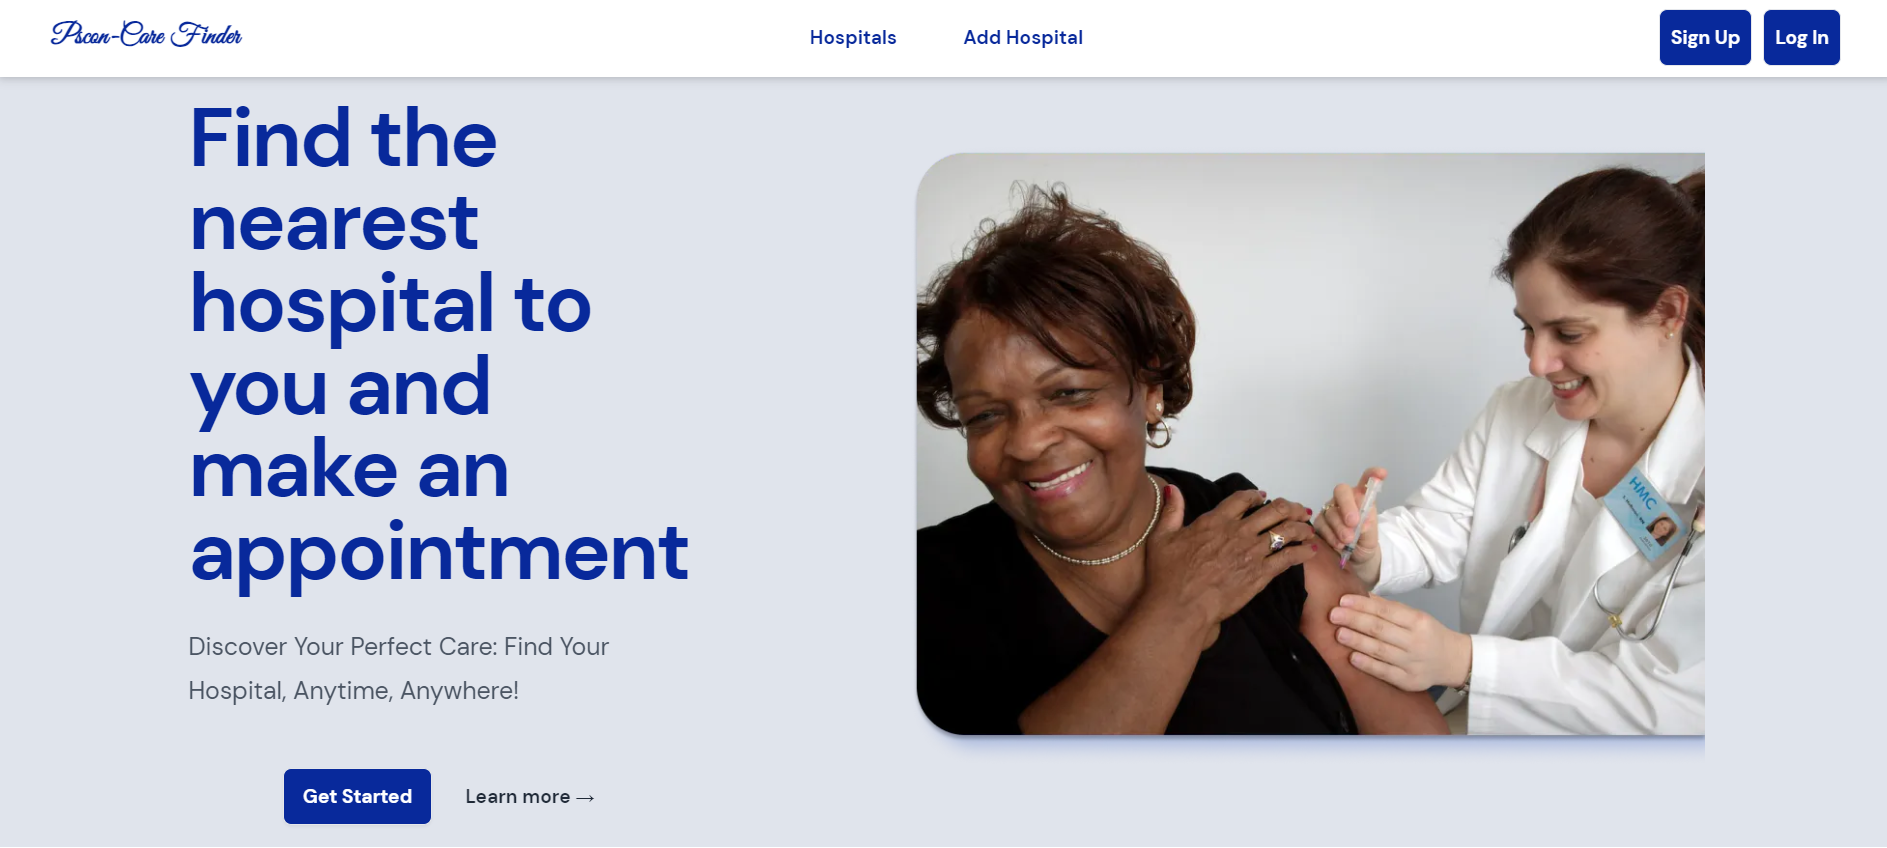 Piscon-Care Finder
Hospitals
Add Hospital
Sign Up
Log In
Find the
nearest
hospital to
you and
make an
appointment
Discover Your Perfect Care: Find Your
Hospital, Anytime, Anywhere!
Get Started
Learn more →
HMC